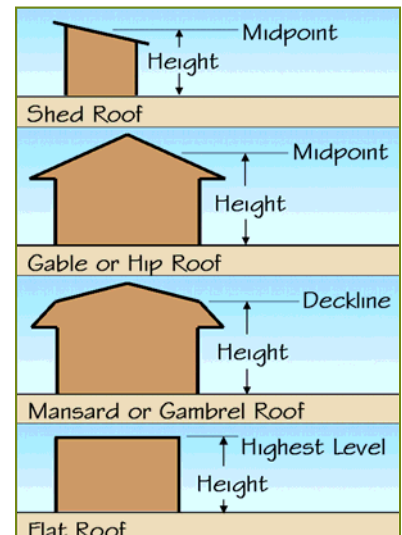 Midpoint
Height
Shed Roof
Midpoint
Height
Gable or Hip Roof
Deckline
Height
Mansard or Gambrel Roof
Highest Level
Height
Flat Roof